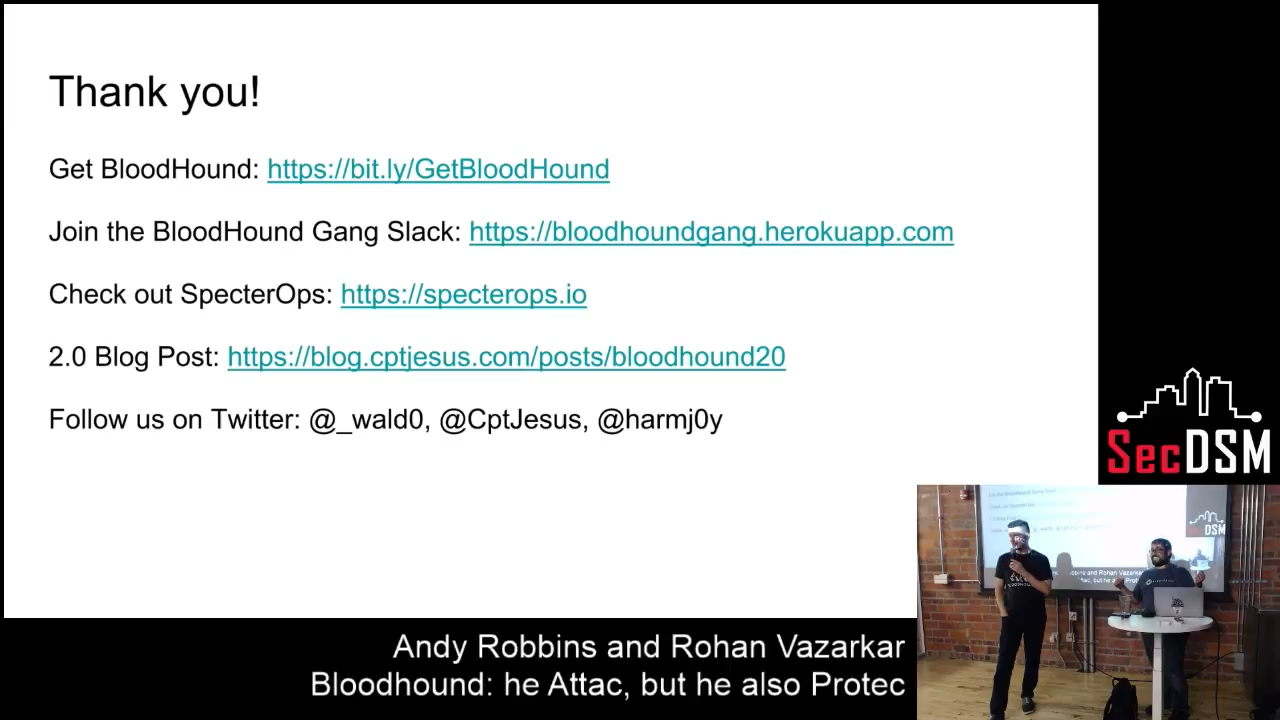 Thank you!
Get BloodHound: https://bit.ly/GetBloodHound
Join the BloodHound Gang Slack: https://bloodhoundgang.herokuapp.com
Check out SpecterOps: https://specterops.io
2.0 Blog Post: https://blog.cptjesus.com/posts/bloodhound20
Follow us on Twitter: @_wald0, @CptJesus, @harmj0y
SecDSM
Andy Robbins and Rohan Vazarkar
Bloodhound: he Attac, but he also Protec